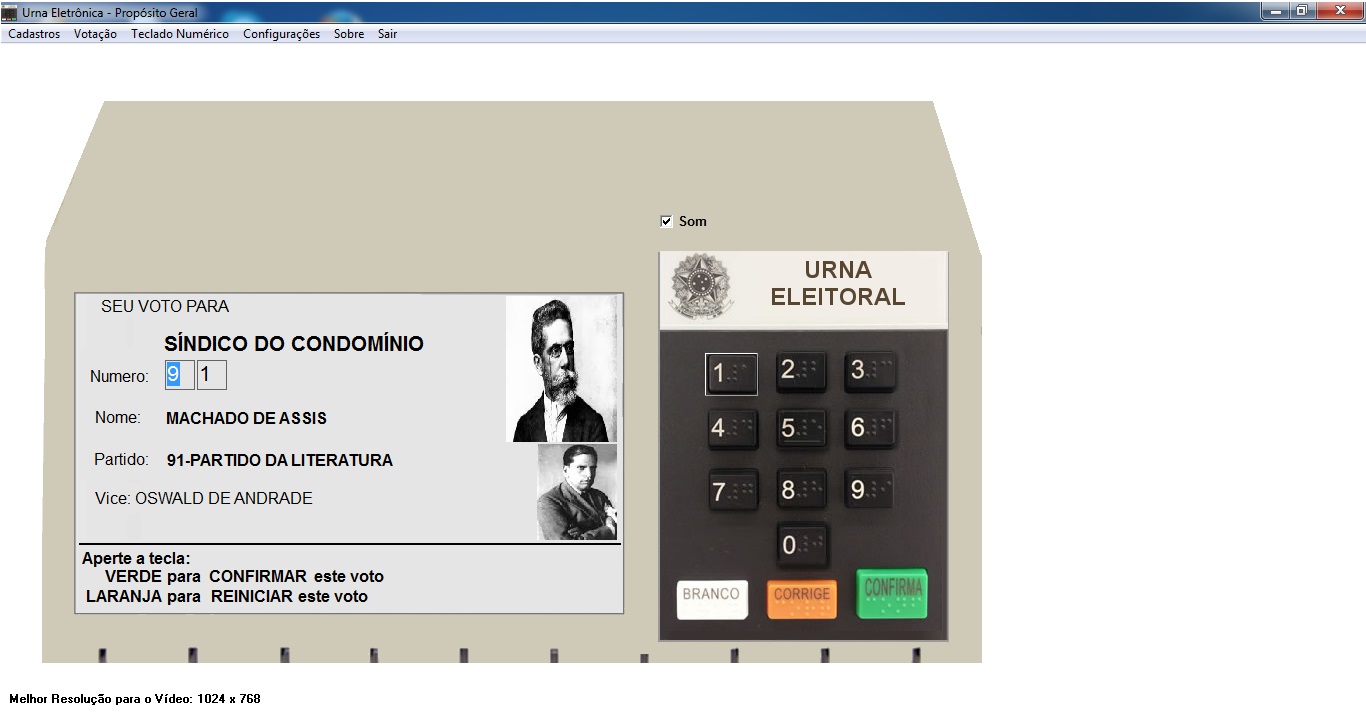 Urna Eletrônica - Propósito Geral
Cadastros Votação Teclado Numérico Configurações Sobre Sair
Som
URNA
ELEITORAL
SEU VOTO PARA
SÍNDICO DO CONDOMÍNIO
Numero: 9 1
Nome: MACHADO DE ASSIS
Partido: 91-PARTIDO DA LITERATURA
Vice: OSWALD DE ANDRADE
Aperte a tecla:
VERDE para CONFIRMAR este voto
LARANJA para REINICIAR este voto
1 2 3
4 5 6
7 8 9
0
BRANCO CORRIGE CONFIRMA
Melhor Resolução para o Vídeo: 1024 x 768